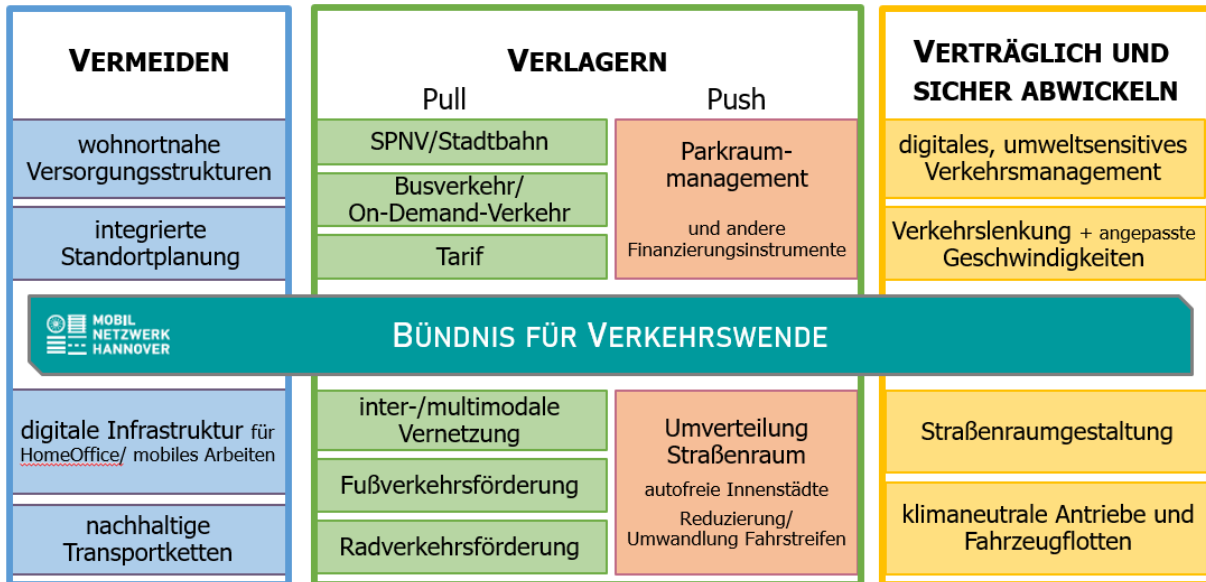 VERMEIDEN
wohnortnahe
Versorgungsstrukturen
integrierte
Standortplanung
VERLAGERN
Pull
SPNV/Stadtbahn
Busverkehr/
On-Demand-Verkehr
Tarif
Push
Parkraum-
management
und andere
Finanzierungsinstrumente
VERTRÄGLICH UND
SICHER ABWICKELN
digitales, umweltsensitives
Verkehrsmanagement
Verkehrslenkung + angepasste
Geschwindigkeiten
MOBIL
NETZWERK
HANNOVER
BÜNDNIS FÜR VERKEHRSWENDE
digitale Infrastruktur für
HomeOffice/ mobiles Arbeiten
nachhaltige
Transportketten
inter-/multimodale
Vernetzung
Fußverkehrsförderung
Radverkehrsförderung
Umverteilung
Straßenraum
autofreie Innenstädte
Reduzierung/
Umwandlung Fahrstreifen
Straßenraumgestaltung
klimaneutrale Antriebe und
Fahrzeugflotten